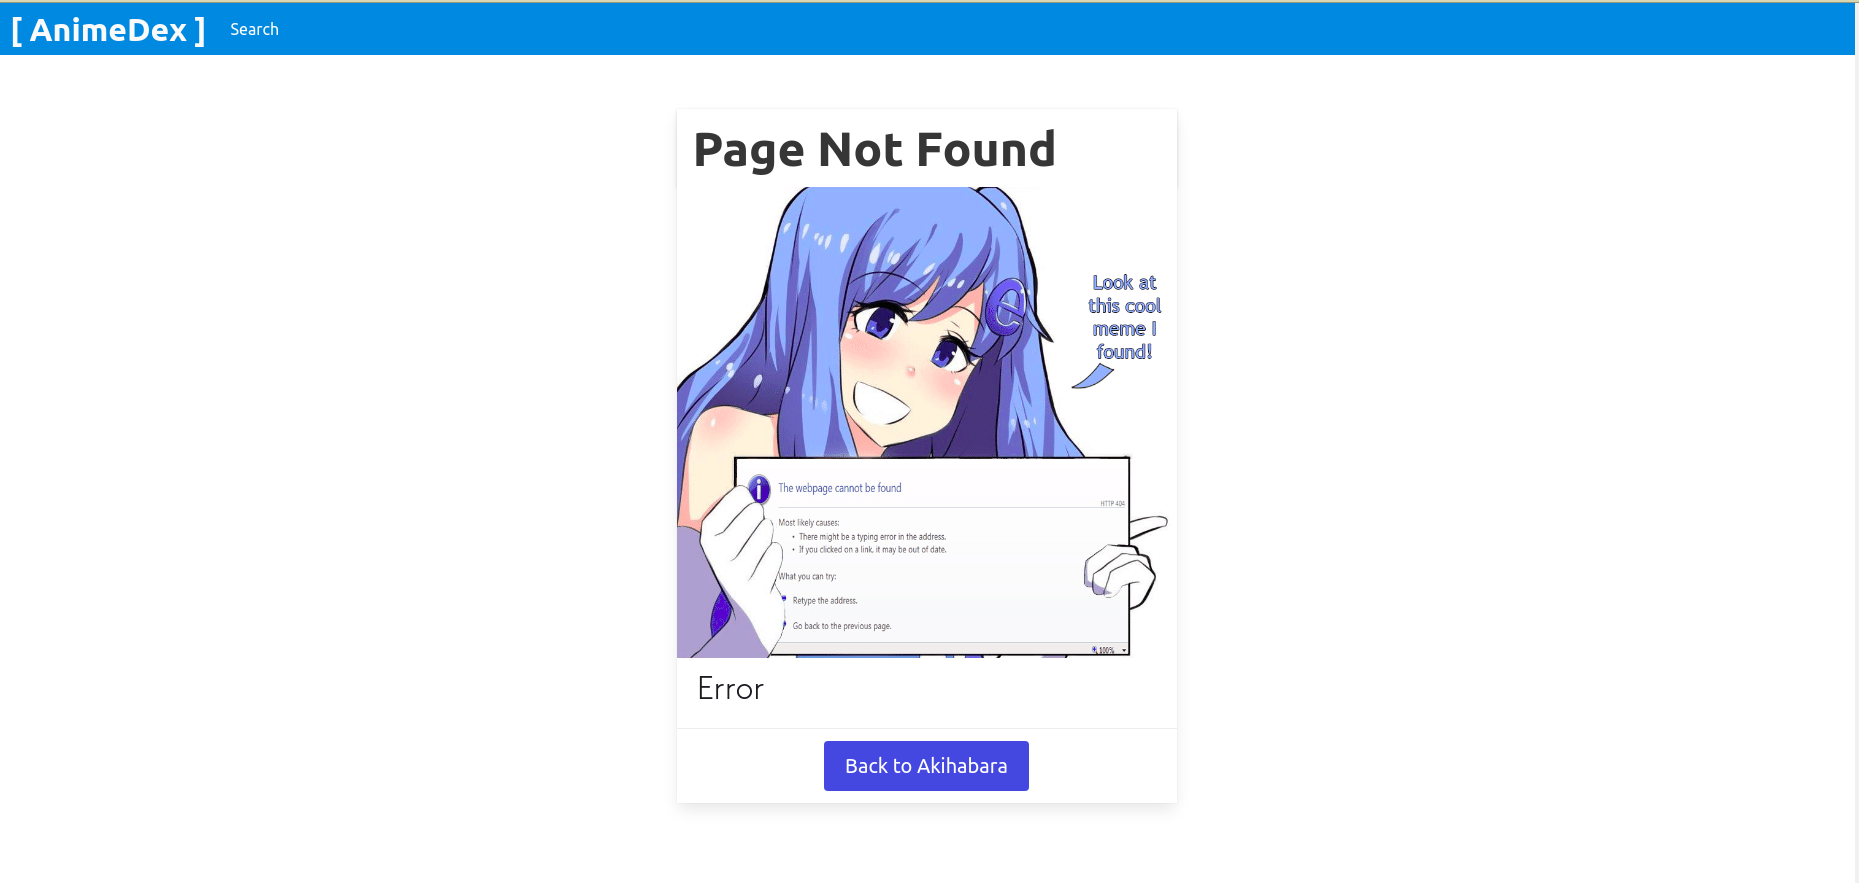 [ AnimeDex ] Search
Page Not Found
Look at
this cool
meme I
found!
The webpage cannot be found
HTTP 404
Most likely causes:
• There might be a typing error in the address.
• If you clicked on a link, it may be out of date.
What you can try:
Retype the address.
Go back to the previous page.
100%
Error
Back to Akihabara